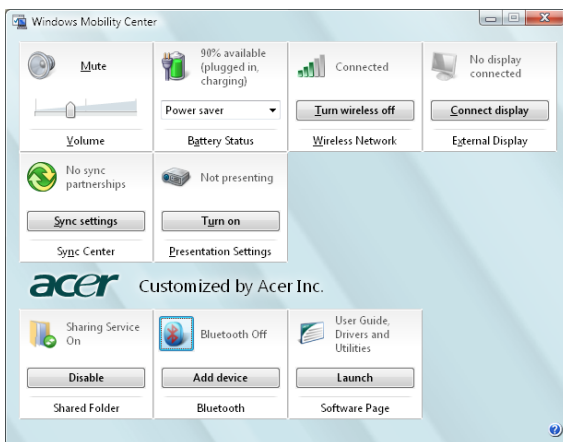 Windows Mobility Center
Mute
Volume
90% available
(plugged in,
charging)
Power saver
Battery Status
Connected
Turn wireless off
Wireless Network
No display
connected
Connect display
External Display
No sync
partnerships
Sync settings
Sync Center
Not presenting
Turn on
Presentation Settings
acer Customized by Acer Inc.
Sharing Service
On
Disable
Shared Folder
Bluetooth Off
Add device
Bluetooth
User Guide,
Drivers and
Utilities
Launch
Software Page